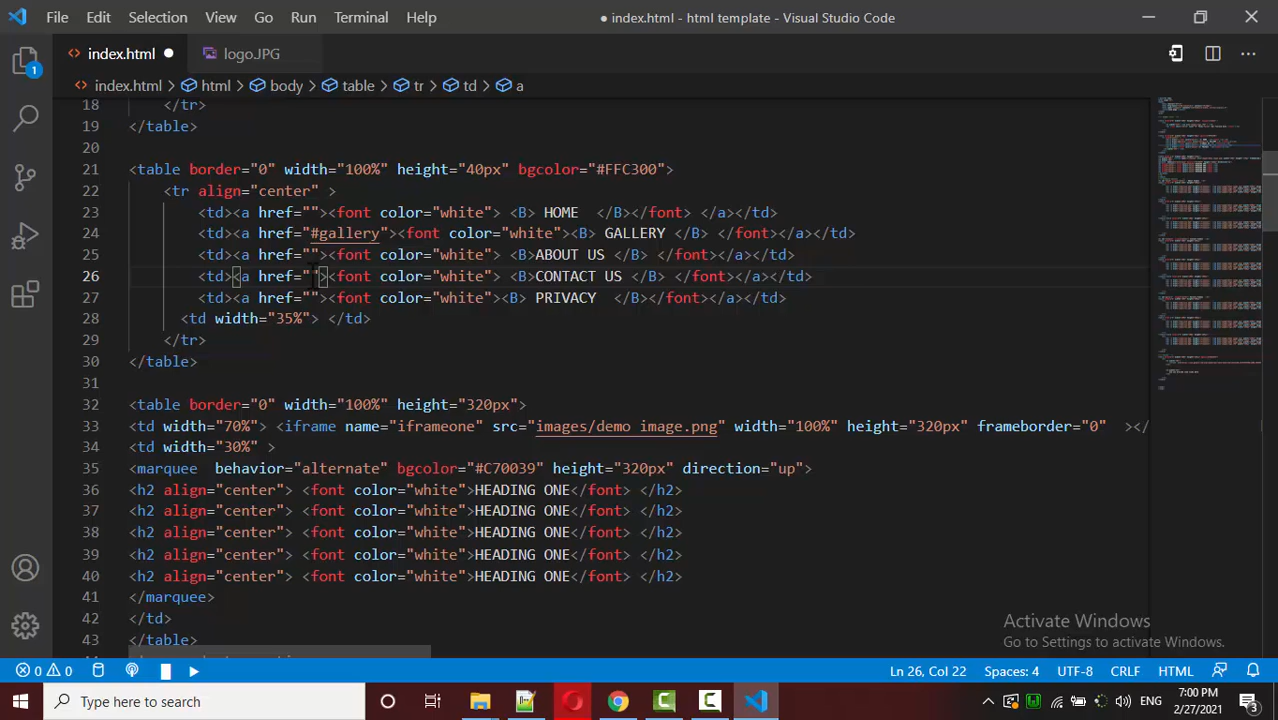 File Edit Selection View Go Run Terminal Help ● index.html - html template - Visual Studio Code
index.html ● logo.JPG
index.html > html > body > table > tr > td > a
18 </tr>
19 </table>
20
21 <table border="0" width="100%" height="40px" bgcolor="#FFC300">
22 <tr align="center" >
23 <td><a href=""><font color="white"> <B> HOME </B></font> </a></td>
24 <td><a href="#gallery"><font color="white"><B> GALLERY </B> </font></a></td>
25 <td><a href=""><font color="white"> <B>ABOUT US </B> </font></a></td>
26 <td><a href=""><font color="white"> <B>CONTACT US </B> </font></a></td>
27 <td><a href=""><font color="white"><B> PRIVACY </B></font></a></td>
28 <td width="35%"> </td>
29 </tr>
30 </table>
31
32 <table border="0" width="100%" height="320px">
33 <td width="70%"> <iframe name="iframeone" src="images/demo image.png" width="100%" height="320px" frameborder="0" ></
34 <td width="30%" >
35 <marquee behavior="alternate" bgcolor="#C70039" height="320px" direction="up">
36 <h2 align="center"> <font color="white">HEADING ONE</font> </h2>
37 <h2 align="center"> <font color="white">HEADING ONE</font> </h2>
38 <h2 align="center"> <font color="white">HEADING ONE</font> </h2>
39 <h2 align="center"> <font color="white">HEADING ONE</font> </h2>
40 <h2 align="center"> <font color="white">HEADING ONE</font> </h2>
41 </marquee>
42 </td>
43 </table>
Activate Windows
Go to Settings to activate Windows.
0 0 Ln 26, Col 22 Spaces: 4 UTF-8 CRLF HTML
Type here to search ENG 7:00 PM
2/27/2021 3
1